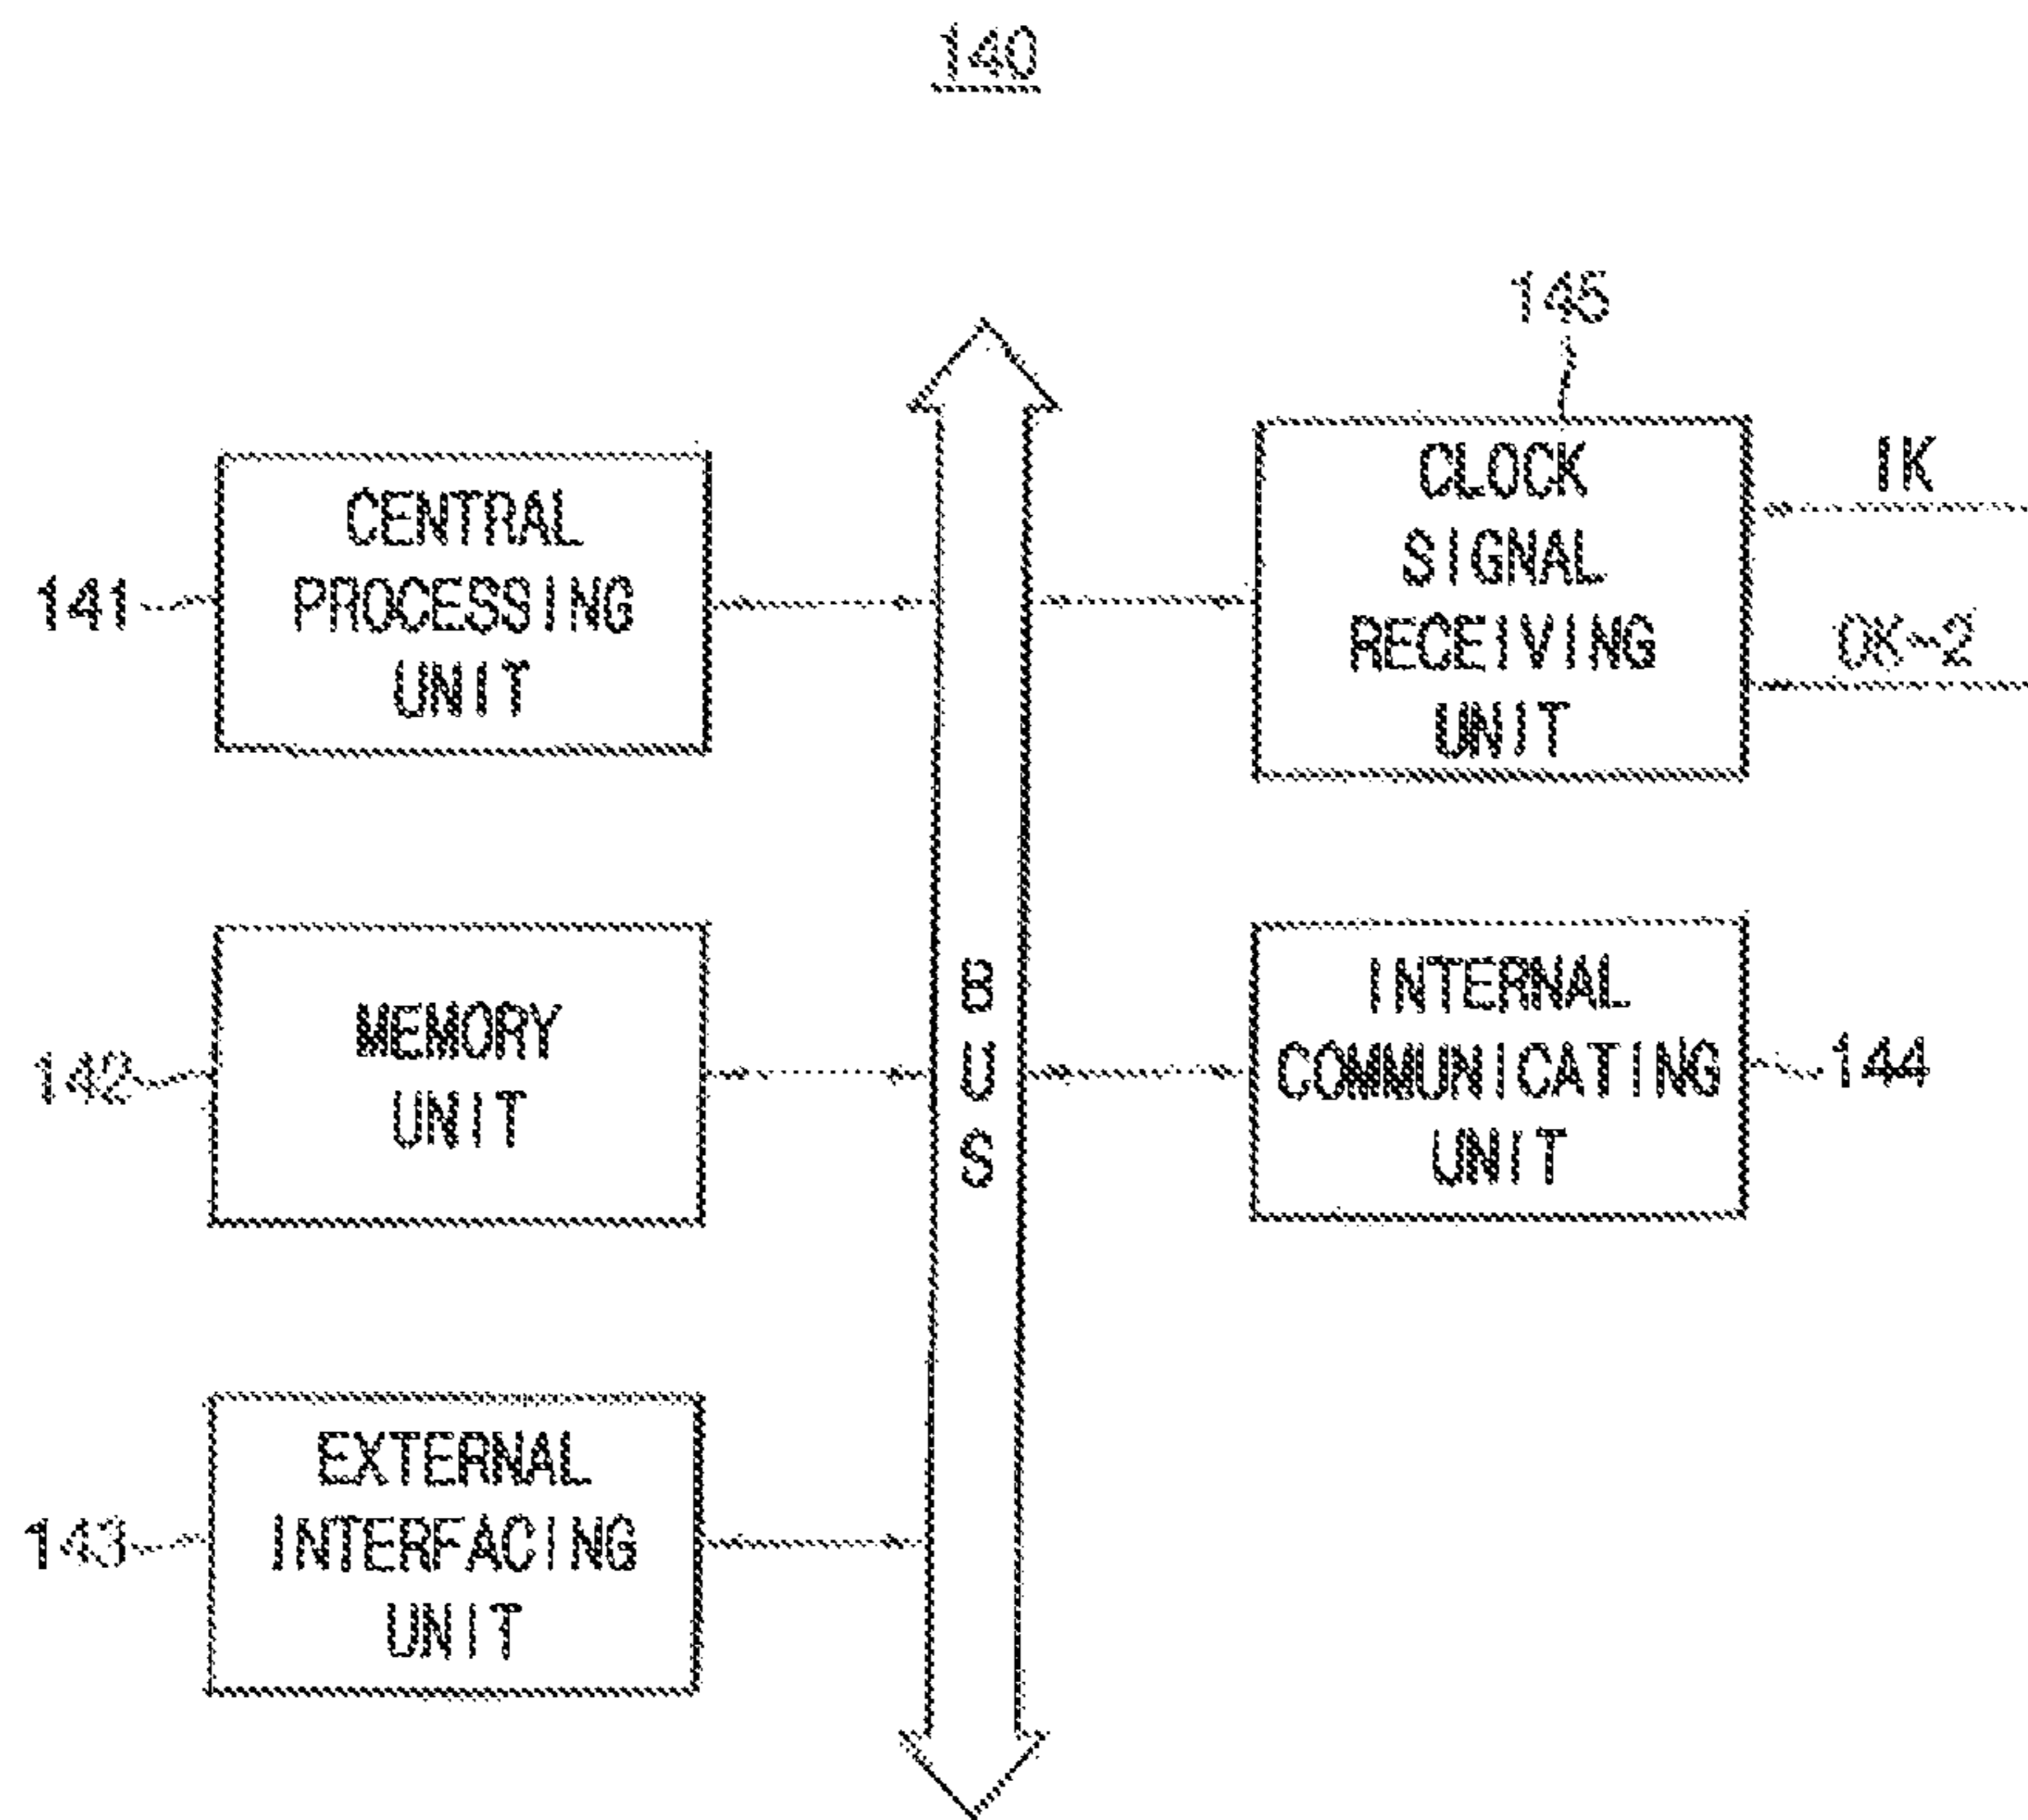 140
145
CLOCK
SIGNAL
RECEIVING
UNIT
IK
OK-2
141
CENTRAL
PROCESSING
UNIT
142
MEMORY
UNIT
BUS
INTERNAL
COMMUNICATING
UNIT
144
143
EXTERNAL
INTERFACING
UNIT